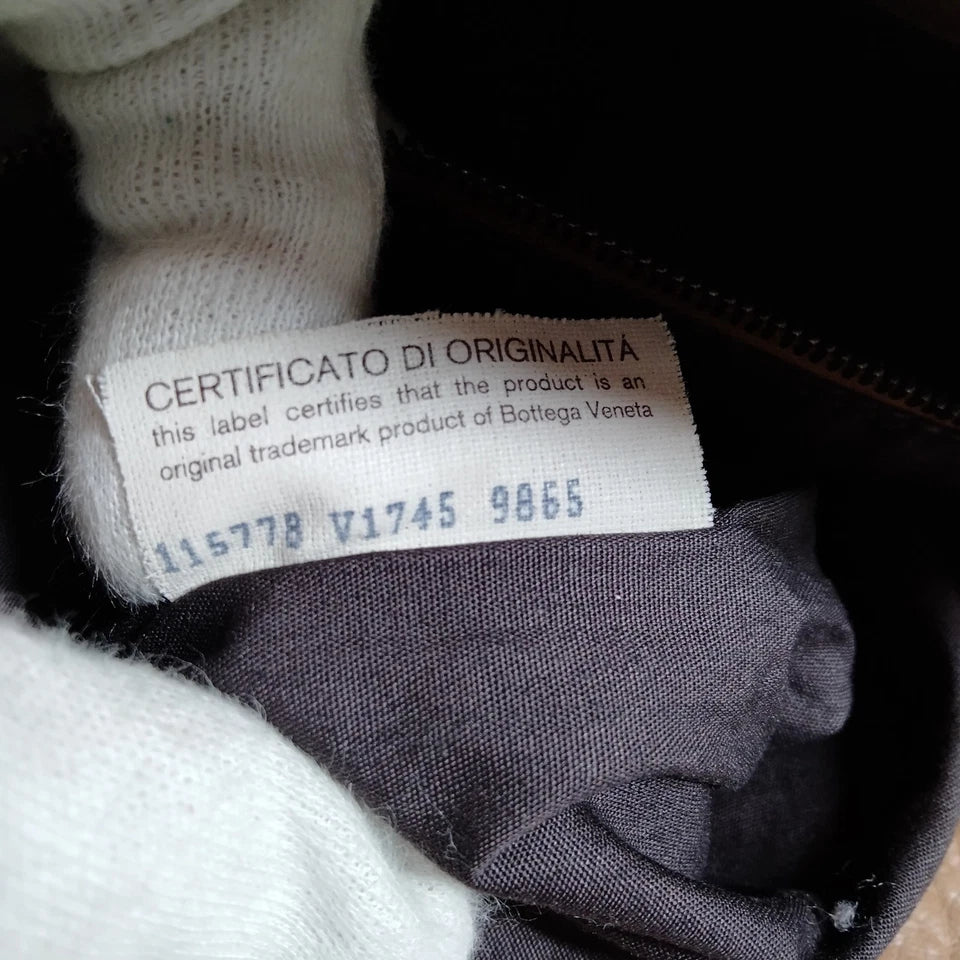 CERTIFICATO DI ORIGINALITÁ
this label certifies that the product is an
original trademark product of Bottega Veneta
115778 V1745 9865